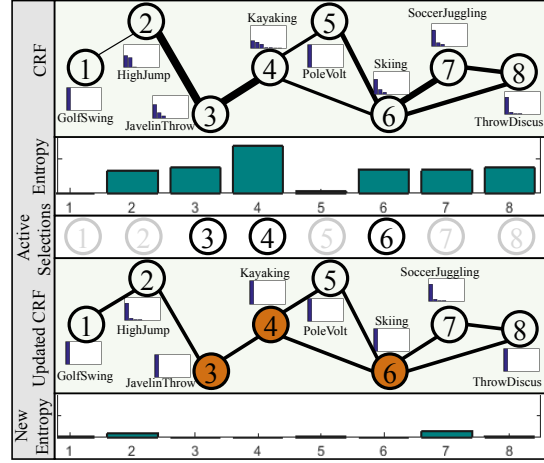 CRF
1
2
3
4
5
6
7
8
GolfSwing
HighJump
JavelinThrow
Kayaking
PoleVolt
Skiing
SoccerJuggling
ThrowDiscus
Entropy
1 2 3 4 5 6 7 8
Active
Selections
1 2 3 4 5 6 7 8
Updated CRF
1
2
3
4
5
6
7
8
GolfSwing
HighJump
JavelinThrow
Kayaking
PoleVolt
Skiing
SoccerJuggling
ThrowDiscus
New
Entropy
1 2 3 4 5 6 7 8